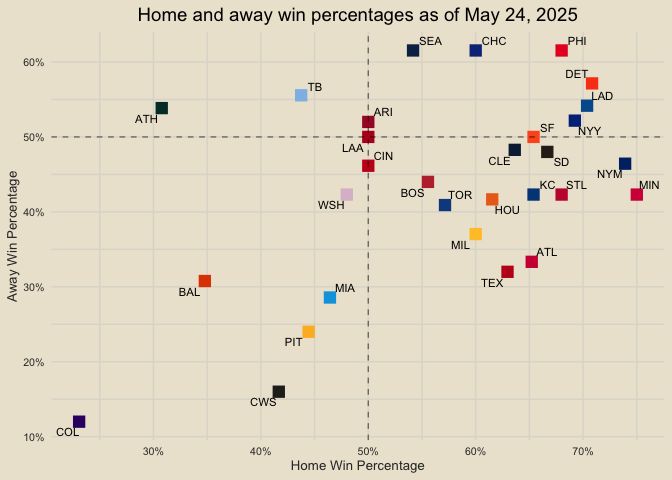 Home and away win percentages as of May 24, 2025
60%
50%
40%
30%
20%
10%
Away Win Percentage
SEA
CHC
PHI
DET
TB
LAD
ATH
ARI
NYY
SF
LAA
CIN
CLE
SD
NYM
BOS
TOR
KC
STL
MIN
WSH
HOU
MIL
ATL
TEX
BAL
MIA
PIT
CWS
COL
30%
40%
50%
60%
70%
Home Win Percentage